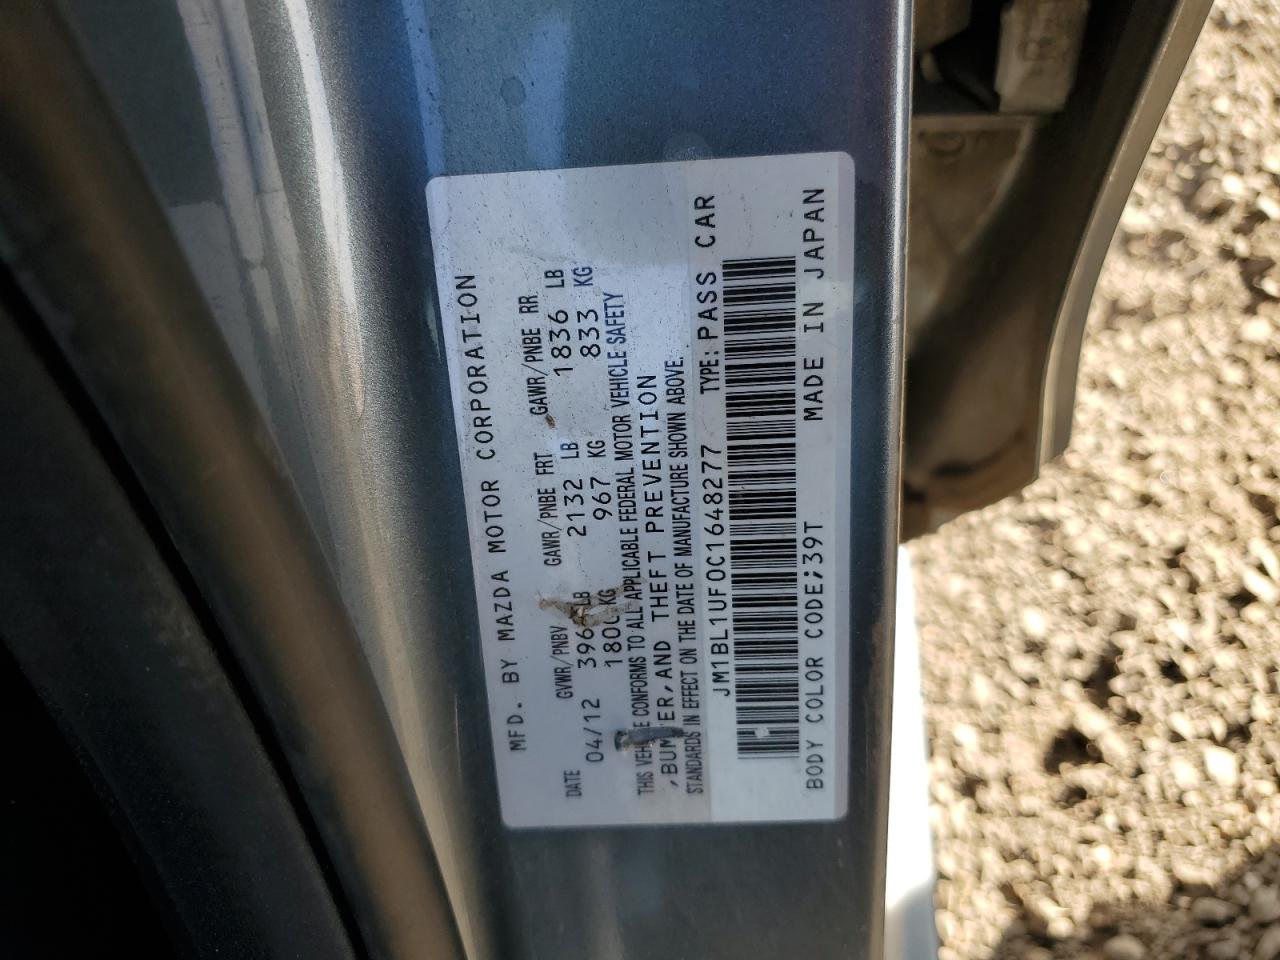 MFD. BY MAZDA MOTOR CORPORATION
DATE GVWR/PNBV GAWR/PNBE FRT GAWR/PNBE RR
04/12 LB 2132 LB 1836 LB
KG 967 KG 833 KG
THIS CONFORMS TO ALL APPLICABLE FEDERAL MOTOR VEHICLE SAFETY
AND THEFT PREVENTION
STANDARDS IN EFFECT ON THE DATE OF MANUFACTURE SHOWN ABOVE.
JM1BL1UF0C1648277 TYPE: PASS CAR
BODY COLOR CODE;39T MADE IN JAPAN